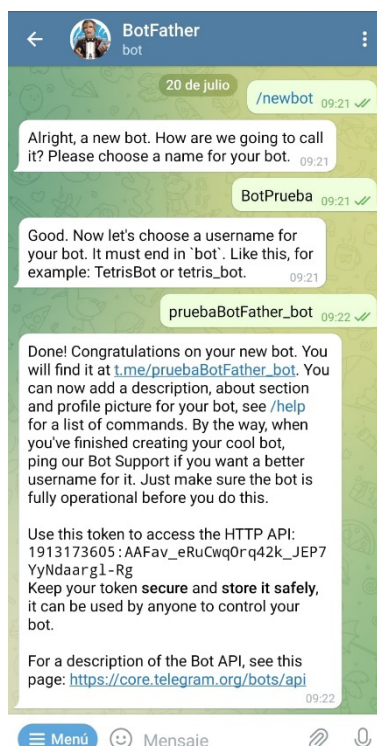 BotFather
bot
20 de julio
/newbot 09:21
Alright, a new bot. How are we going to call
it? Please choose a name for your bot. 09:21
BotPrueba 09:21
Good. Now let's choose a username for
your bot. It must end in `bot`. Like this, for
example: TetrisBot or tetris_bot. 09:21
pruebaBotFather_bot 09:22
Done! Congratulations on your new bot. You
will find it at t.me/pruebaBotFather_bot. You
can now add a description, about section
and profile picture for your bot, see /help
for a list of commands. By the way, when
you've finished creating your cool bot,
ping our Bot Support if you want a better
username for it. Just make sure the bot is
fully operational before you do this.
Use this token to access the HTTP API:
1913173605:AAFav_eRuCwqOrq42k_JEP7
YyNdaargl-Rg
Keep your token secure and store it safely,
it can be used by anyone to control your
bot.
For a description of the Bot API, see this
page: https://core.telegram.org/bots/api
09:22
Menú Mensaje